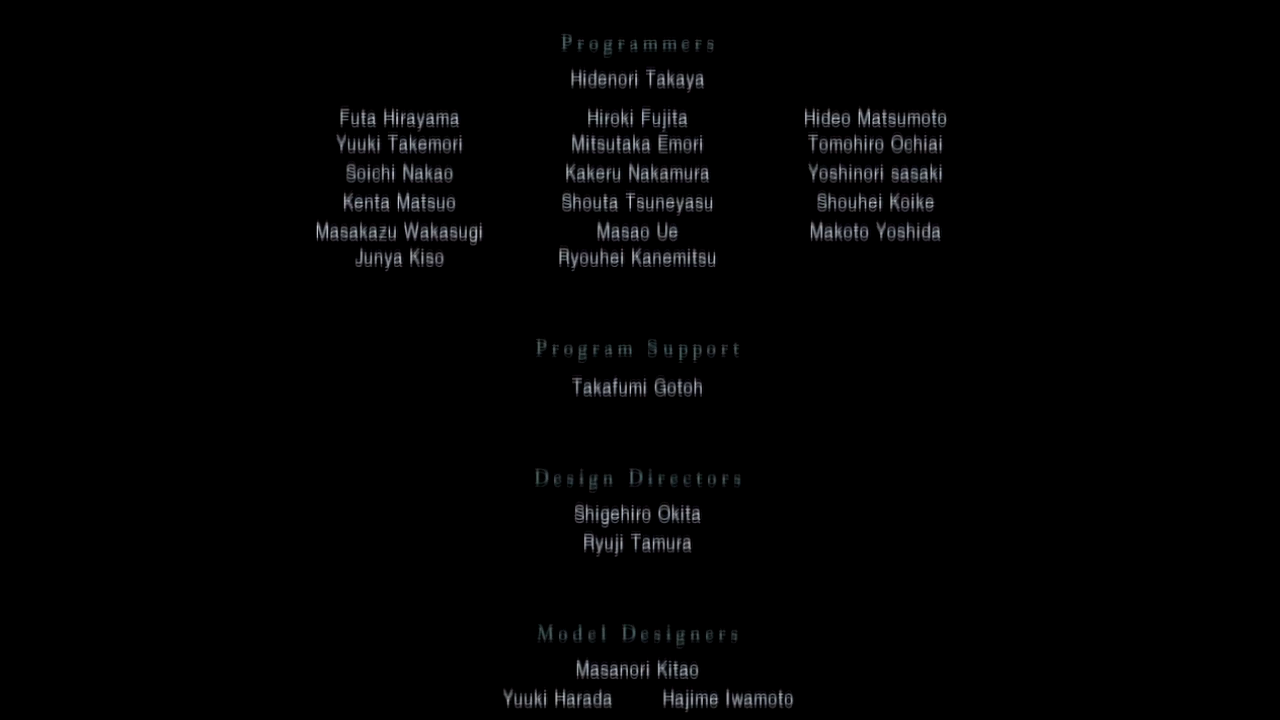 Programmers
Hidenori Takaya
Futa Hirayama Hiroki Fujita Hideo Matsumoto
Yuuki Takemori Mitsutaka Emori Tomohiro Ochiai
Soichi Nakao Kakeru Nakamura Yoshinori sasaki
Kenta Matsuo Shouta Tsuneyasu Shouhei Koike
Masakazu Wakasugi Masao Ue Makoto Yoshida
Junya Kiso Ryouhei Kanemitsu
Program Support
Takafumi Gotoh
Design Directors
Shigehiro Okita
Ryuji Tamura
Model Designers
Masanori Kitao
Yuuki Harada Hajime Iwamoto